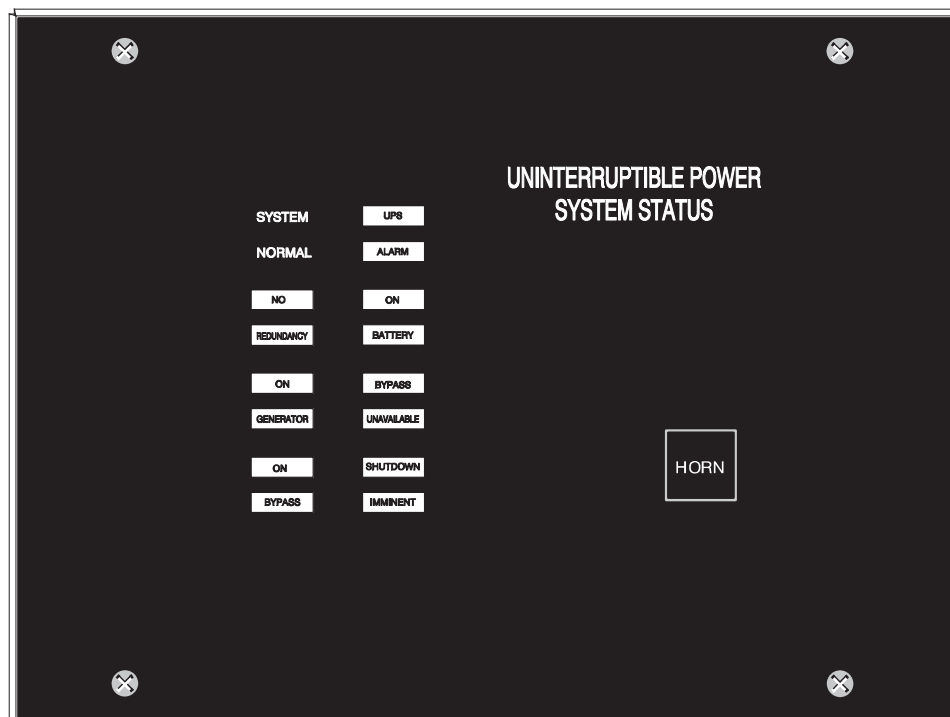 UNINTERRUPTIBLE POWER
SYSTEM STATUS
SYSTEM
NORMAL
UPS
ALARM
NO
REDUNDANCY
ON
BATTERY
ON
GENERATOR
BYPASS
UNAVAILABLE
ON
BYPASS
SHUTDOWN
IMMINENT
HORN